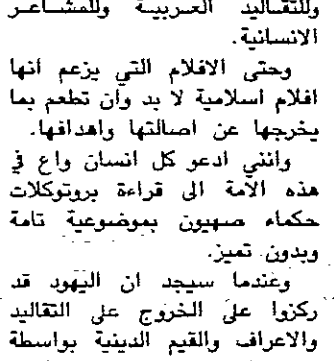 وللتقاليد العربية وللمشاعر
الانسانية.
وحتى الافلام التي يزعم انها
افلام اسلامية لا بد وان تطعم بما
يخرجها عن اصالتها واهدافها.
وانني ادعو كل انسان واع في
هذه الامة الى قراءة بروتوكلات
حكماء صهيون بموضوعية تامة
وبدون تميز.
وعندما سيجد ان اليهود قد
ركزوا على الخروج على التقاليد
والاعراف والقيم الدينية بواسطة